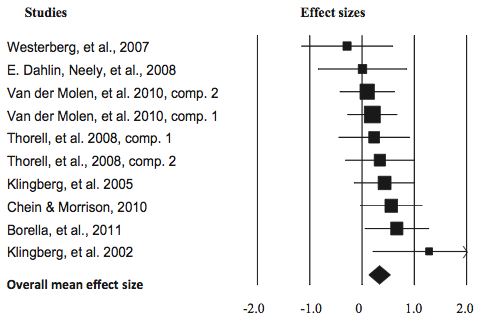 Studies Effect sizes
Westerberg, et al., 2007
E. Dahlin, Neely, et al., 2008
Van der Molen, et al. 2010, comp. 2
Van der Molen, et al. 2010, comp. 1
Thorell, et al. 2008, comp. 1
Thorell, et al., 2008, comp. 2
Klingberg, et al. 2005
Chein & Morrison, 2010
Borella, et al., 2011
Klingberg, et al. 2002
Overall mean effect size
-2.0 -1.0 0 1.0 2.0